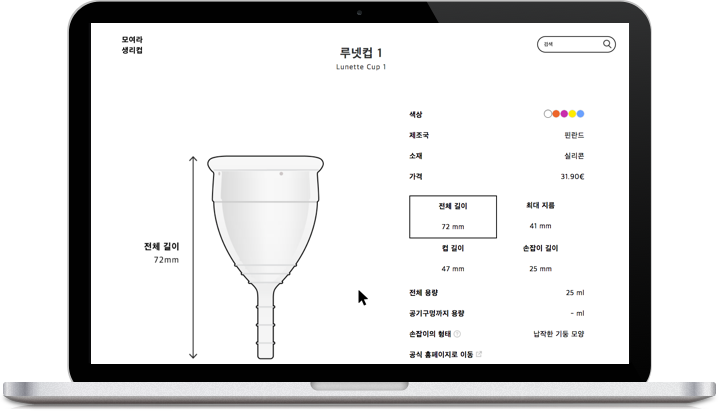 모여라
생리컵
루넷컵 1
Lunette Cup 1
검색
색상
제조국 핀란드
소재 실리콘
가격 31.90€
전체 길이 최대 지름
72 mm 41 mm
컵 길이 손잡이 길이
47 mm 25 mm
전체 길이
72mm
전체 용량 25 ml
공기구멍까지 용량 - ml
손잡이의 형태 납작한 기둥 모양
공식 홈페이지로 이동